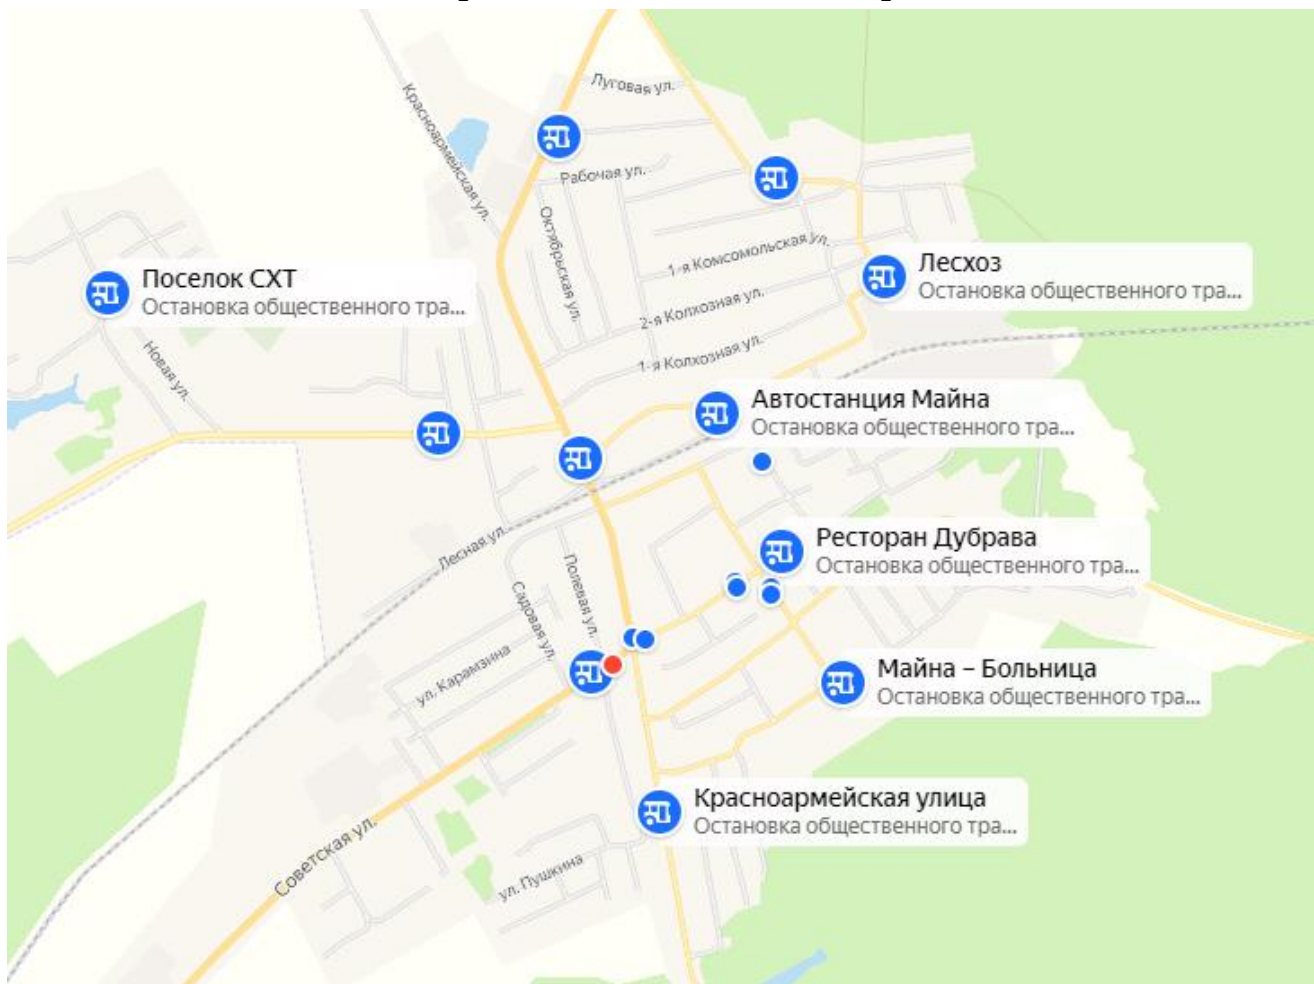 Луговая ул.
Красноармейская ул.
Рабочая ул.
Октябрьская ул.
1-я Комсомольская ул.
Лесхоз
Остановка общественного тра...
Поселок СХТ
Остановка общественного тра...
2-я Колхозная ул.
Новая ул.
1-я Колхозная ул.
Автостанция Майна
Остановка общественного тра...
Лесная ул.
Ресторан Дубрава
Остановка общественного тра...
Полевая ул.
Садовая ул.
ул. Карамзина
Майна – Больница
Остановка общественного тра...
Красноармейская улица
Остановка общественного тра...
Советская ул.
ул. Пушкина